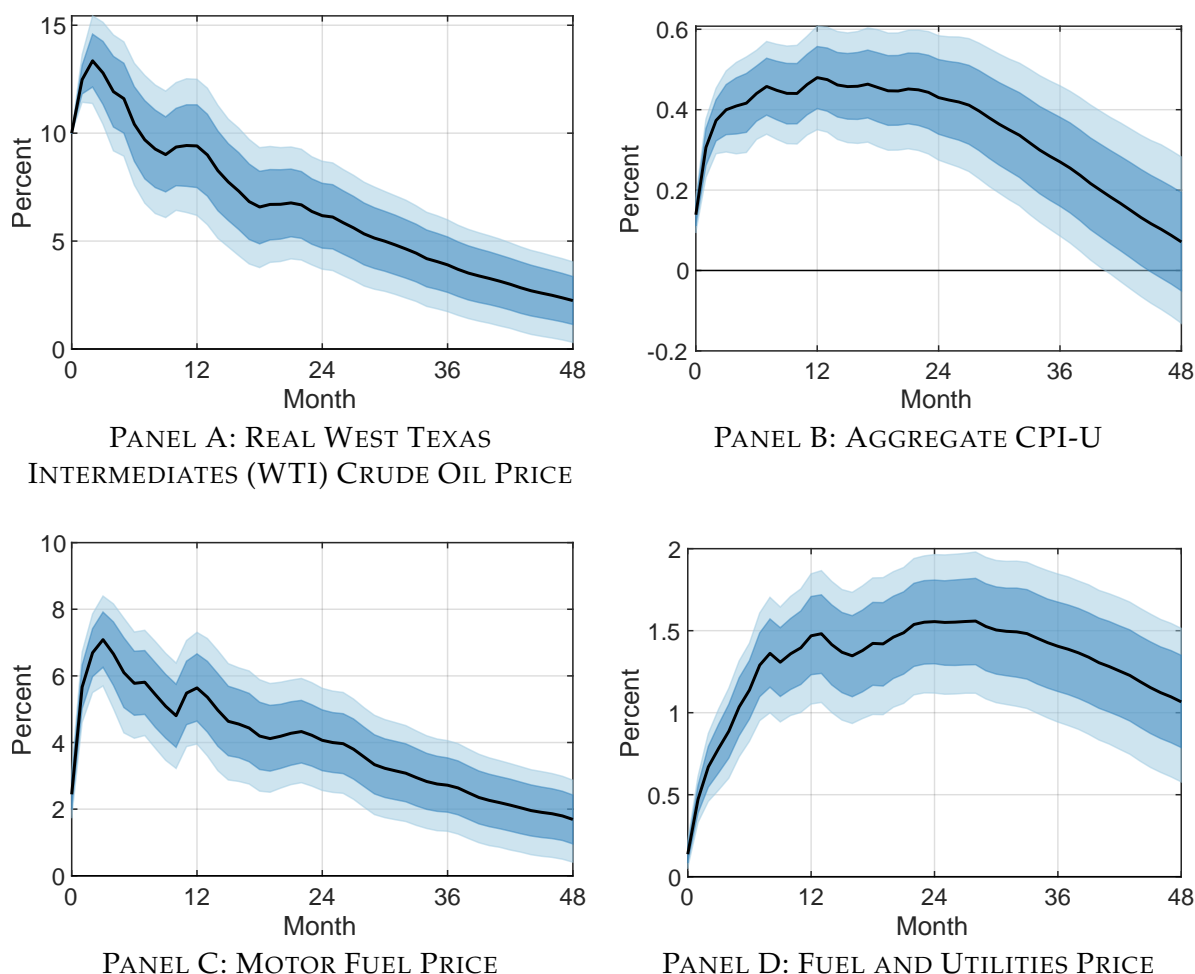 15
10
5
0
Percent
0 12 24 36 48
Month
PANEL A: REAL WEST TEXAS
INTERMEDIATES (WTI) CRUDE OIL PRICE
0.6
0.4
0.2
0
-0.2
Percent
0 12 24 36 48
Month
PANEL B: AGGREGATE CPI-U
10
8
6
4
2
0
Percent
0 12 24 36 48
Month
PANEL C: MOTOR FUEL PRICE
2
1.5
1
0.5
0
Percent
0 12 24 36 48
Month
PANEL D: FUEL AND UTILITIES PRICE